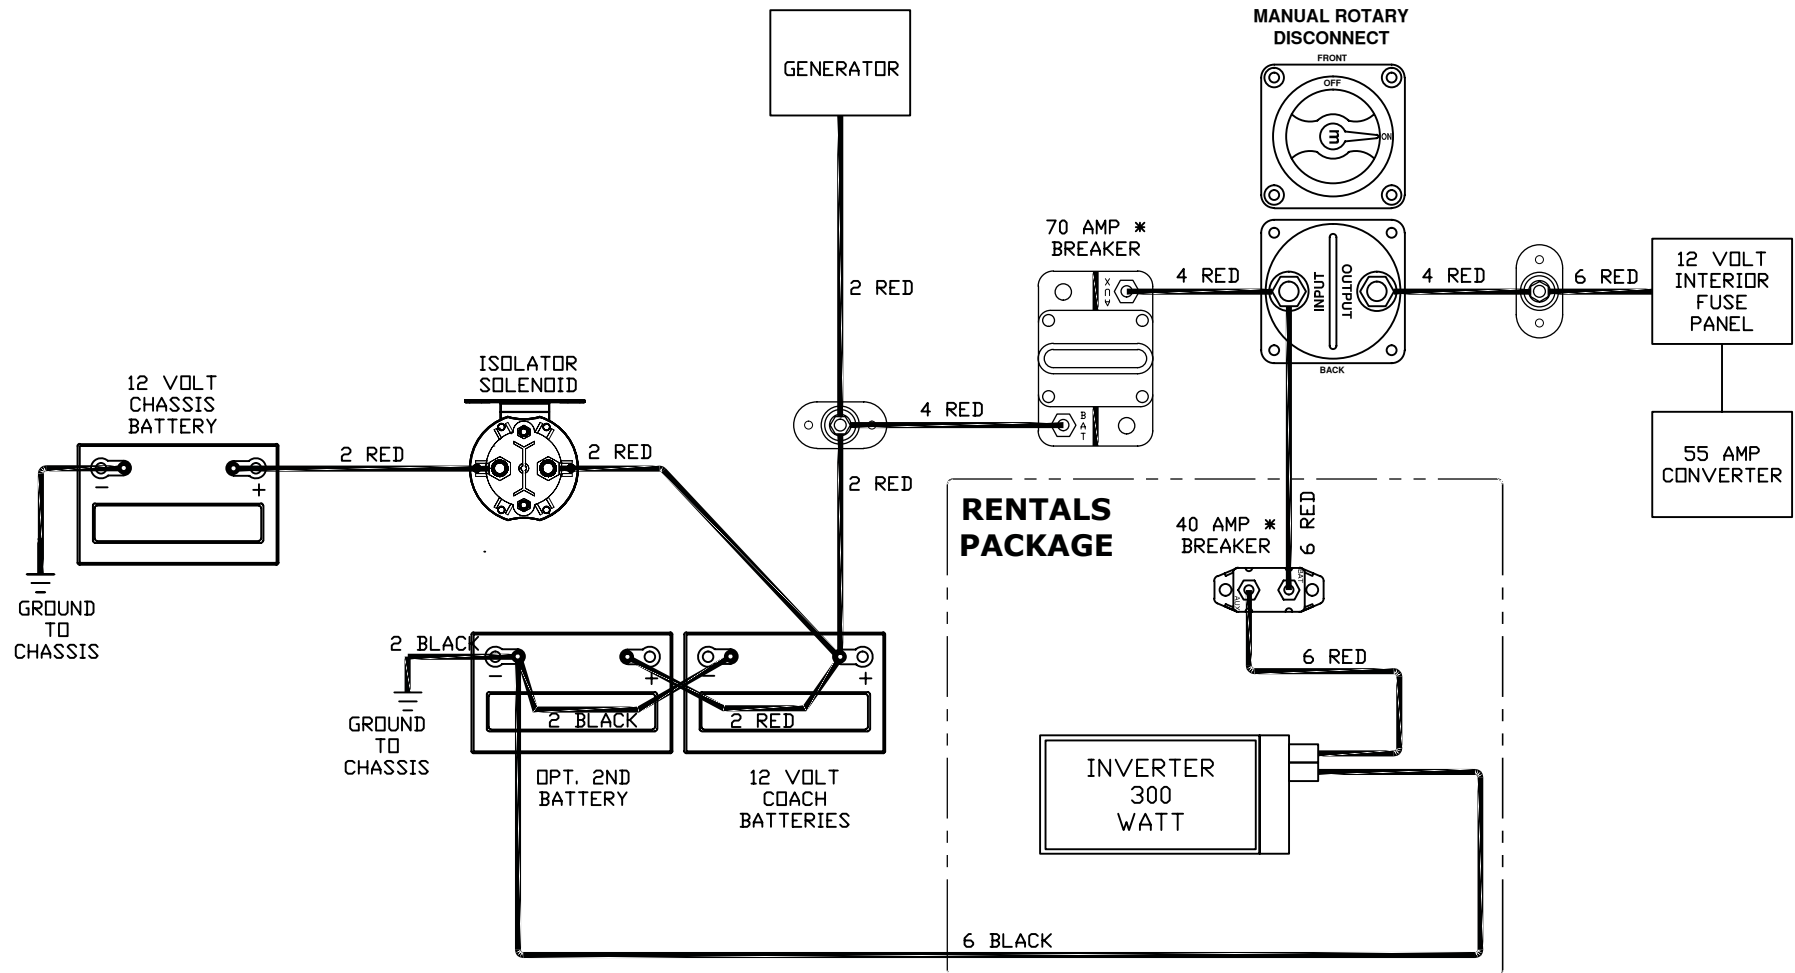 MANUAL ROTARY
DISCONNECT
FRONT
OFF
ON
m
GENERATOR
70 AMP *
BREAKER
AUX
BAT
4 RED
INPUT
OUTPUT
BACK
4 RED
6 RED
12 VOLT
INTERIOR
FUSE
PANEL
55 AMP
CONVERTER
2 RED
4 RED
2 RED
ISOLATOR
SOLENOID
12 VOLT
CHASSIS
BATTERY
2 RED
2 RED
- +
GROUND
TO
CHASSIS
RENTALS
PACKAGE
40 AMP *
BREAKER
6 RED
BAT
AUX
6 RED
2 BLACK
- +
- +
2 BLACK
2 RED
GROUND
TO
CHASSIS
OPT. 2ND
BATTERY
12 VOLT
COACH
BATTERIES
INVERTER
300
WATT
6 BLACK